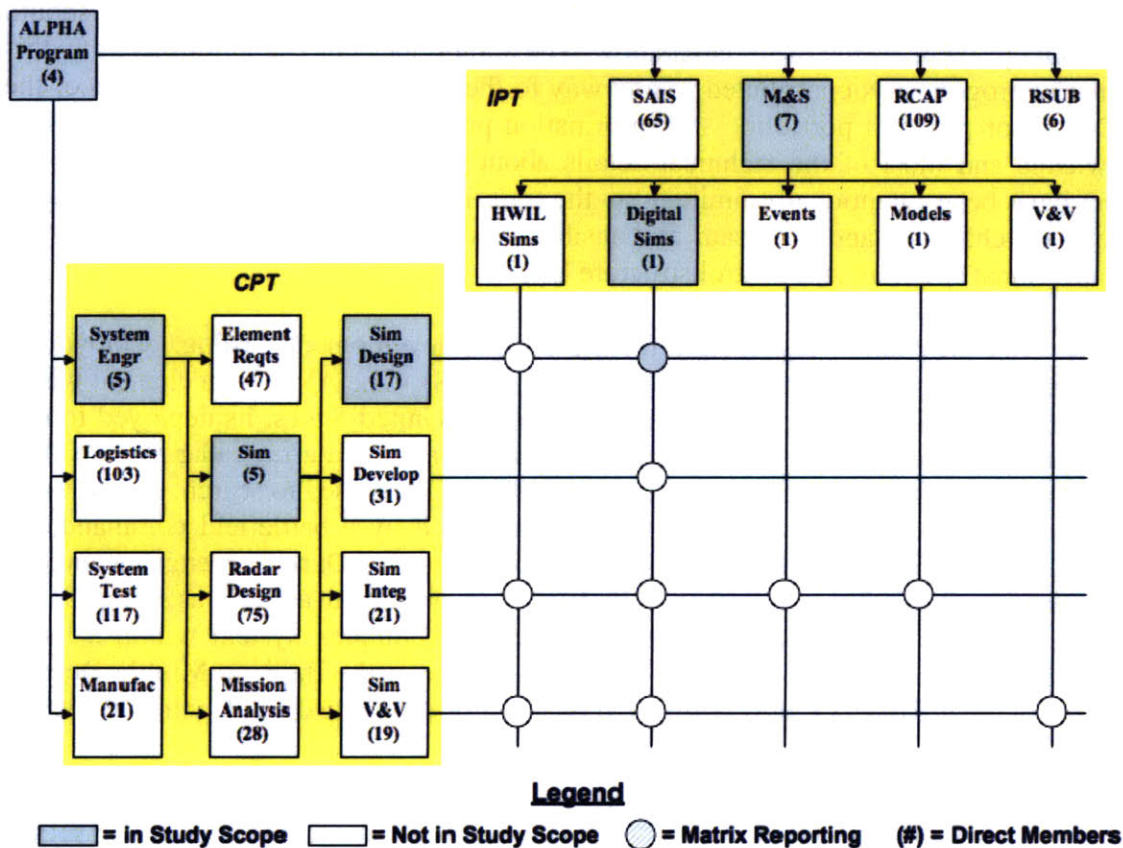 ALPHA
Program
(4)
IPT
SAIS
(65)
M&S
(7)
RCAP
(109)
RSUB
(6)
HWIL
Sims
(1)
Digital
Sims
(1)
Events
(1)
Models
(1)
V&V
(1)
CPT
System
Engr
(5)
Element
Reqts
(47)
Sim
Design
(17)
Logistics
(103)
Sim
(5)
Sim
Develop
(31)
System
Test
(117)
Radar
Design
(75)
Sim
Integ
(21)
Manufac
(21)
Mission
Analysis
(28)
Sim
V&V
(19)
Legend
= in Study Scope = Not in Study Scope = Matrix Reporting (#) = Direct Members